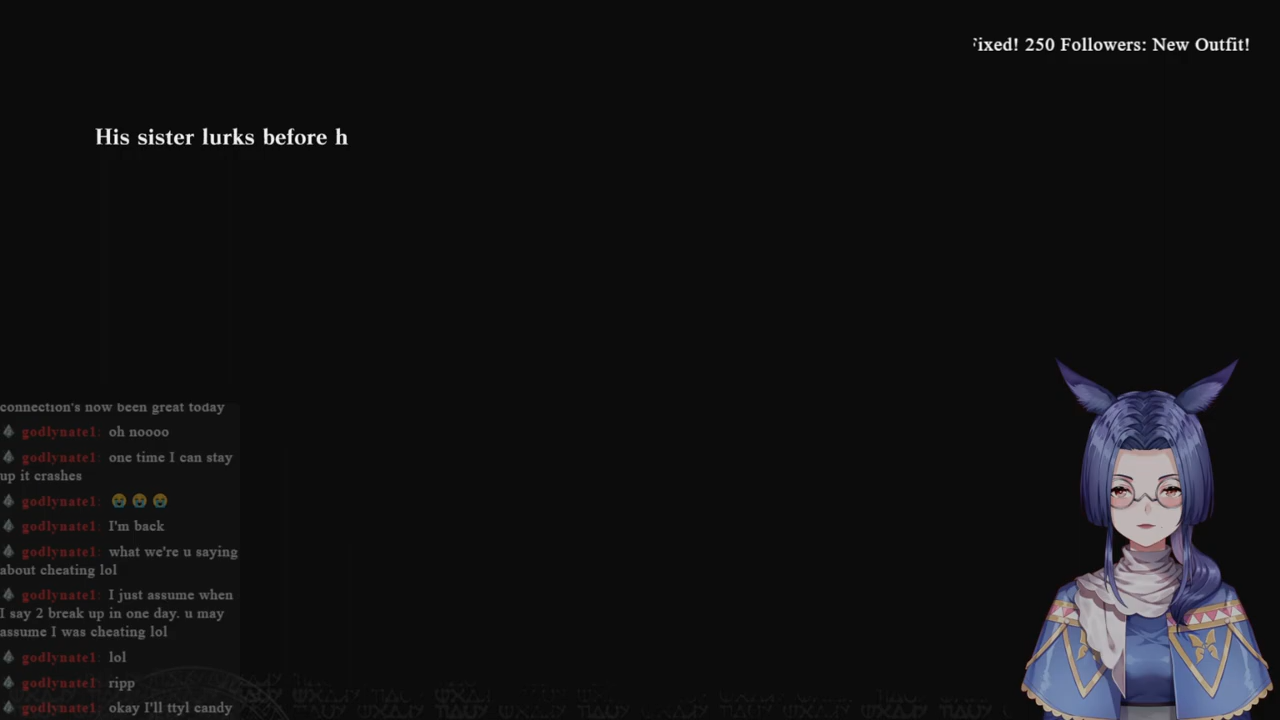 ixed! 250 Followers: New Outfit!
His sister lurks before h
connection's now been great today
godlynate1: oh noooo
godlynate1: one time I can stay
up it crashes
godlynate1: 😭 😭 😭
godlynate1: I'm back
godlynate1: what we're u saying
about cheating lol
godlynate1: I just assume when
I say 2 break up in one day. u may
assume I was cheating lol
godlynate1: lol
godlynate1: ripp
godlynate1: okay I'll ttyl candy